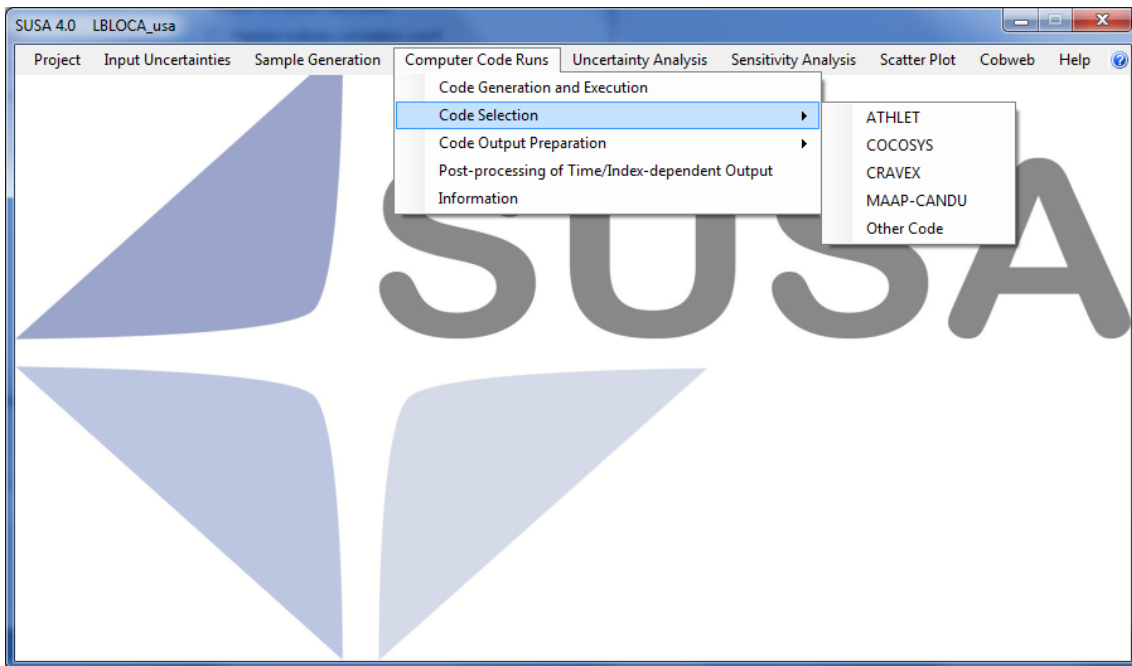 SUSA 4.0 LBLOCA_usa
Project Input Uncertainties Sample Generation Computer Code Runs Uncertainty Analysis Sensitivity Analysis Scatter Plot Cobweb Help
Code Generation and Execution
Code Selection
Code Output Preparation
Post-processing of Time/Index-dependent Output
Information
ATHLET
COCOSYS
CRAVEX
MAAP-CANDU
Other Code
SUSA